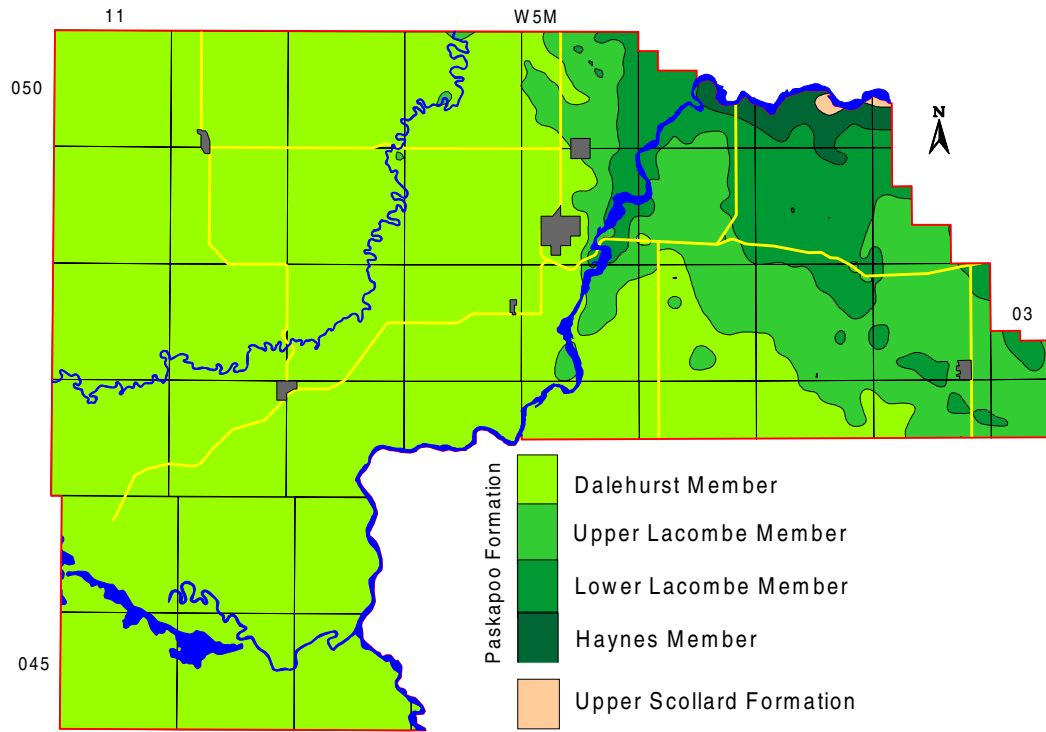 11
W5M
050
N
03
Paskapoo Formation
Dalehurst Member
Upper Lacombe Member
Lower Lacombe Member
Haynes Member
045
Upper Scollard Formation